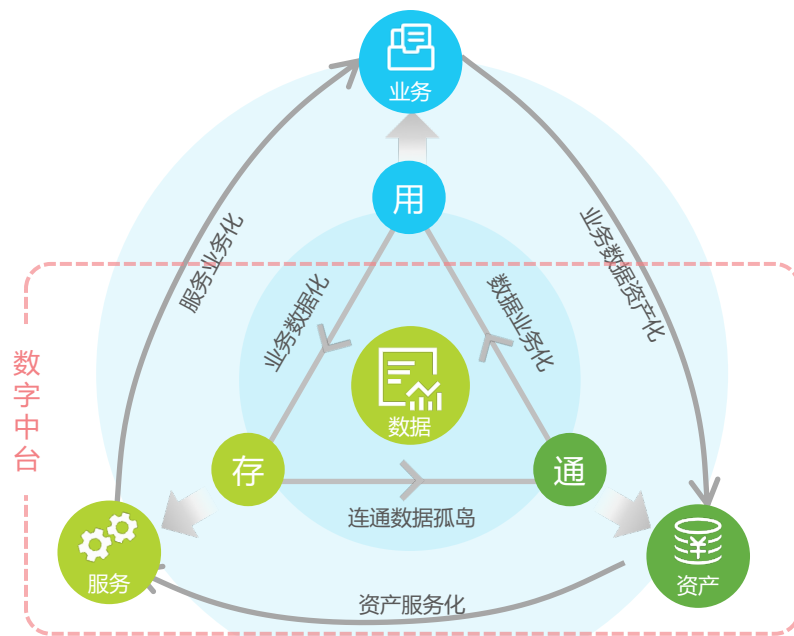 业务
用
服务业务化
业务数据资产化
业务数据化
数据业务化
数字中台
数据
存
通
连通数据孤岛
服务
资产
资产服务化